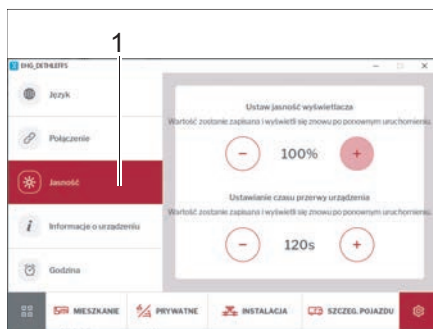 1
DHG_DETHLEFFS
Język
Połączenie
Jasność
Informacje o urządzeniu
Godzina
Ustaw jasność wyświetlacza
Wartość zostanie zapisana i wyświetli się znowu po ponownym uruchomieniu.
100%
Ustawianie czasu przerwy urządzenia
Wartość zostanie zapisana i wyświetli się znowu po ponownym uruchomieniu.
120s
MIESZKANIE
PRYWATNE
INSTALACJA
SZCZEG. POJAZDU